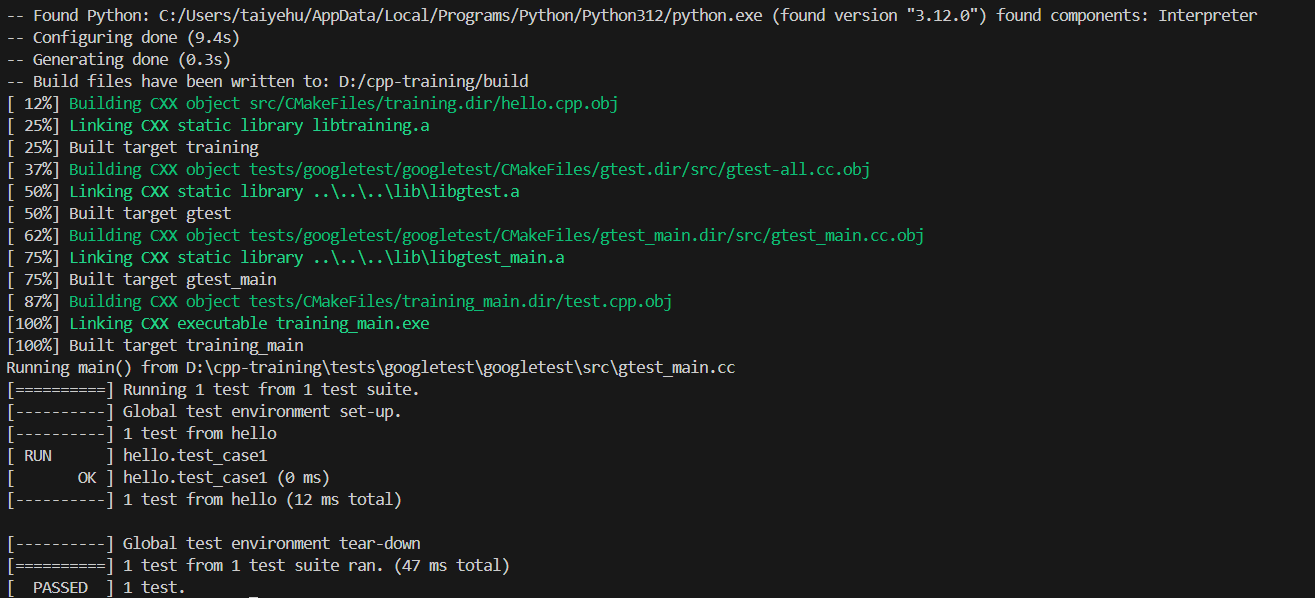 -- Found Python: C:/Users/taiyehu/AppData/Local/Programs/Python/Python312/python.exe (found version "3.12.0") found components: Interpreter
-- Configuring done (9.4s)
-- Generating done (0.3s)
-- Build files have been written to: D:/cpp-training/build
[ 12%] Building CXX object src/CMakeFiles/training.dir/hello.cpp.obj
[ 25%] Linking CXX static library libtraining.a
[ 25%] Built target training
[ 37%] Building CXX object tests/googletest/googletest/CMakeFiles/gtest.dir/src/gtest-all.cc.obj
[ 50%] Linking CXX static library ..\..\..\lib\libgtest.a
[ 50%] Built target gtest
[ 62%] Building CXX object tests/googletest/googletest/CMakeFiles/gtest_main.dir/src/gtest_main.cc.obj
[ 75%] Linking CXX static library ..\..\..\lib\libgtest_main.a
[ 75%] Built target gtest_main
[ 87%] Building CXX object tests/CMakeFiles/training_main.dir/test.cpp.obj
[100%] Linking CXX executable training_main.exe
[100%] Built target training_main
Running main() from D:\cpp-training\tests\googletest\googletest\src\gtest_main.cc
[==========] Running 1 test from 1 test suite.
[----------] Global test environment set-up.
[----------] 1 test from hello
[ RUN      ] hello.test_case1
[       OK ] hello.test_case1 (0 ms)
[----------] 1 test from hello (12 ms total)

[----------] Global test environment tear-down
[==========] 1 test from 1 test suite ran. (47 ms total)
[  PASSED  ] 1 test.